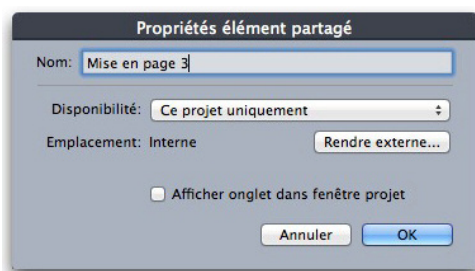 Propriétés élément partagé
Nom: Mise en page 3
Disponibilité: Ce projet uniquement
Emplacement: Interne Rendre externe...
Afficher onglet dans fenêtre projet
Annuler OK